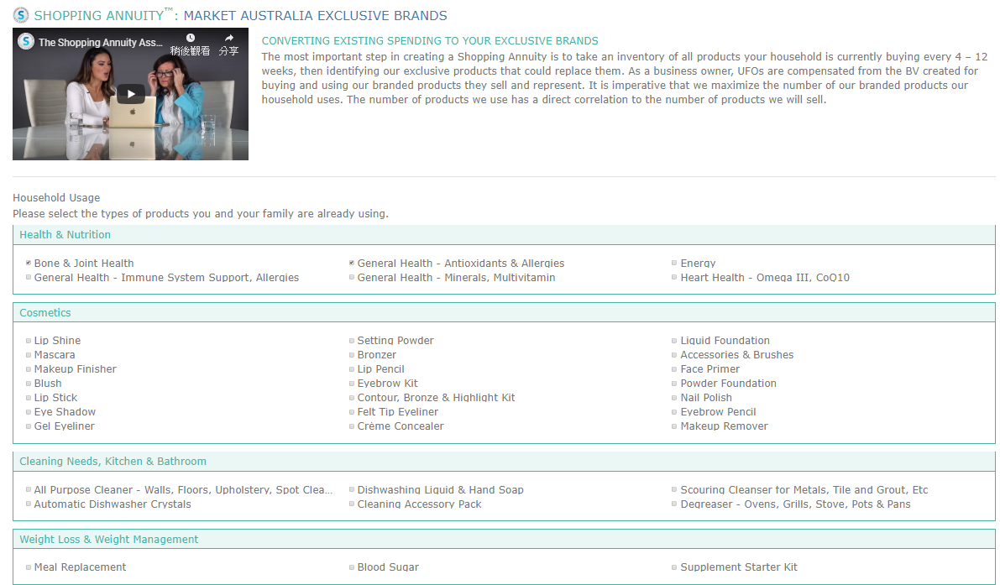 SHOPPING ANNUITY™: MARKET AUSTRALIA EXCLUSIVE BRANDS
The Shopping Annuity Ass...
稍後觀看 分享
CONVERTING EXISTING SPENDING TO YOUR EXCLUSIVE BRANDS
The most important step in creating a Shopping Annuity is to take an inventory of all products your household is currently buying every 4 – 12
weeks, then identifying our exclusive products that could replace them. As a business owner, UFOs are compensated from the BV created for
buying and using our branded products they sell and represent. It is imperative that we maximize the number of our branded products our
household uses. The number of products we use has a direct correlation to the number of products we will sell.
Household Usage
Please select the types of products you and your family are already using.
Health & Nutrition
Bone & Joint Health General Health - Antioxidants & Allergies Energy
General Health - Immune System Support, Allergies General Health - Minerals, Multivitamin Heart Health - Omega III, CoQ10
Cosmetics
Lip Shine Setting Powder Liquid Foundation
Mascara Bronzer Accessories & Brushes
Makeup Finisher Lip Pencil Face Primer
Blush Eyebrow Kit Powder Foundation
Lip Stick Contour, Bronze & Highlight Kit Nail Polish
Eye Shadow Felt Tip Eyeliner Eyebrow Pencil
Gel Eyeliner Crème Concealer Makeup Remover
Cleaning Needs, Kitchen & Bathroom
All Purpose Cleaner - Walls, Floors, Upholstery, Spot Clea... Dishwashing Liquid & Hand Soap Scouring Cleanser for Metals, Tile and Grout, Etc
Automatic Dishwasher Crystals Cleaning Accessory Pack Degreaser - Ovens, Grills, Stove, Pots & Pans
Weight Loss & Weight Management
Meal Replacement Blood Sugar Supplement Starter Kit